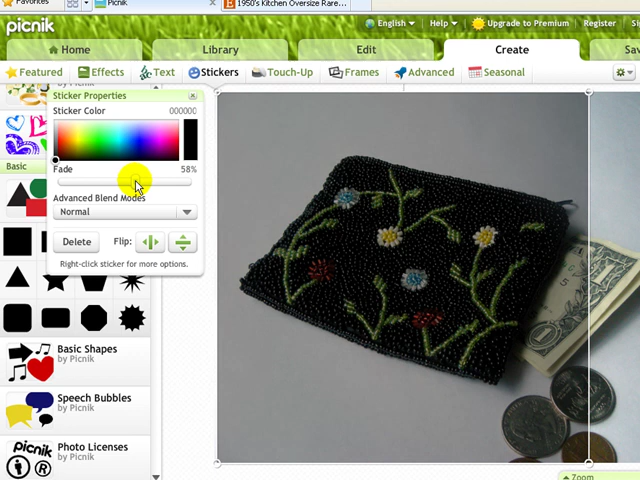 Favorites
Picnik
1950's Kitchen Oversize Rare...
picnik
English
Help
Upgrade to Premium
Register
Home
Library
Edit
Create
Featured
Effects
Text
Stickers
Touch-Up
Frames
Advanced
Seasonal
by Picnik
Sticker Properties
Sticker Color
000000
Fade
58%
Advanced Blend Modes
Normal
Delete
Flip:
Right-click sticker for more options.
Basic
Basic Shapes
by Picnik
Speech Bubbles
by Picnik
picnik
Photo Licenses
by Picnik
Zoom